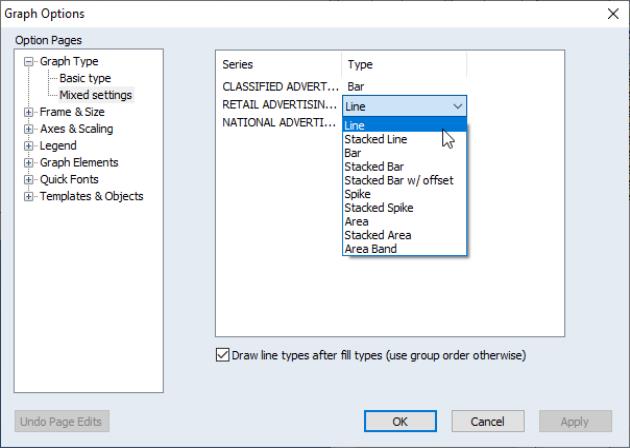 Graph Options
Option Pages
Graph Type
Basic type
Mixed settings
Frame & Size
Axes & Scaling
Legend
Graph Elements
Quick Fonts
Templates & Objects
Series Type
CLASSIFIED ADVERT... Bar
RETAIL ADVERTISIN... Line
NATIONAL ADVERTI...
Line
Stacked Line
Bar
Stacked Bar
Stacked Bar w/ offset
Spike
Stacked Spike
Area
Stacked Area
Area Band
Draw line types after fill types (use group order otherwise)
Undo Page Edits OK Cancel Apply